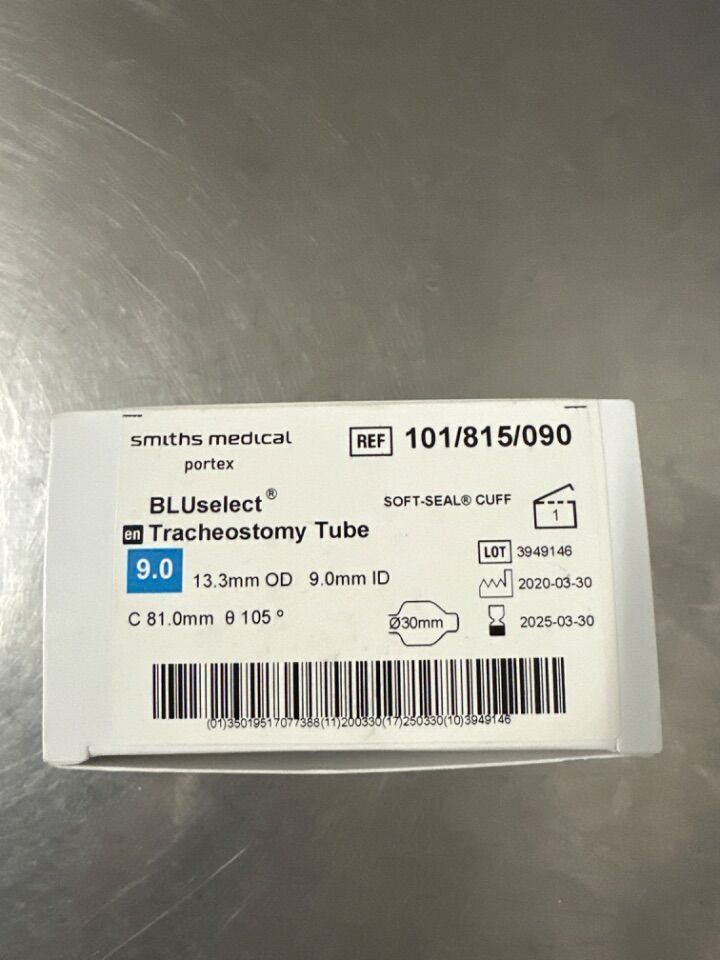 smiths medical
portex
REF 101/815/090
BLUselect®
SOFT-SEAL® CUFF
1
en Tracheostomy Tube
9.0 13.3mm OD 9.0mm ID
LOT 3949146
2020-03-30
C 81.0mm θ 105 º
Ø30mm
2025-03-30
(01)35019517077388(11)200330(17)250330(10)3949146